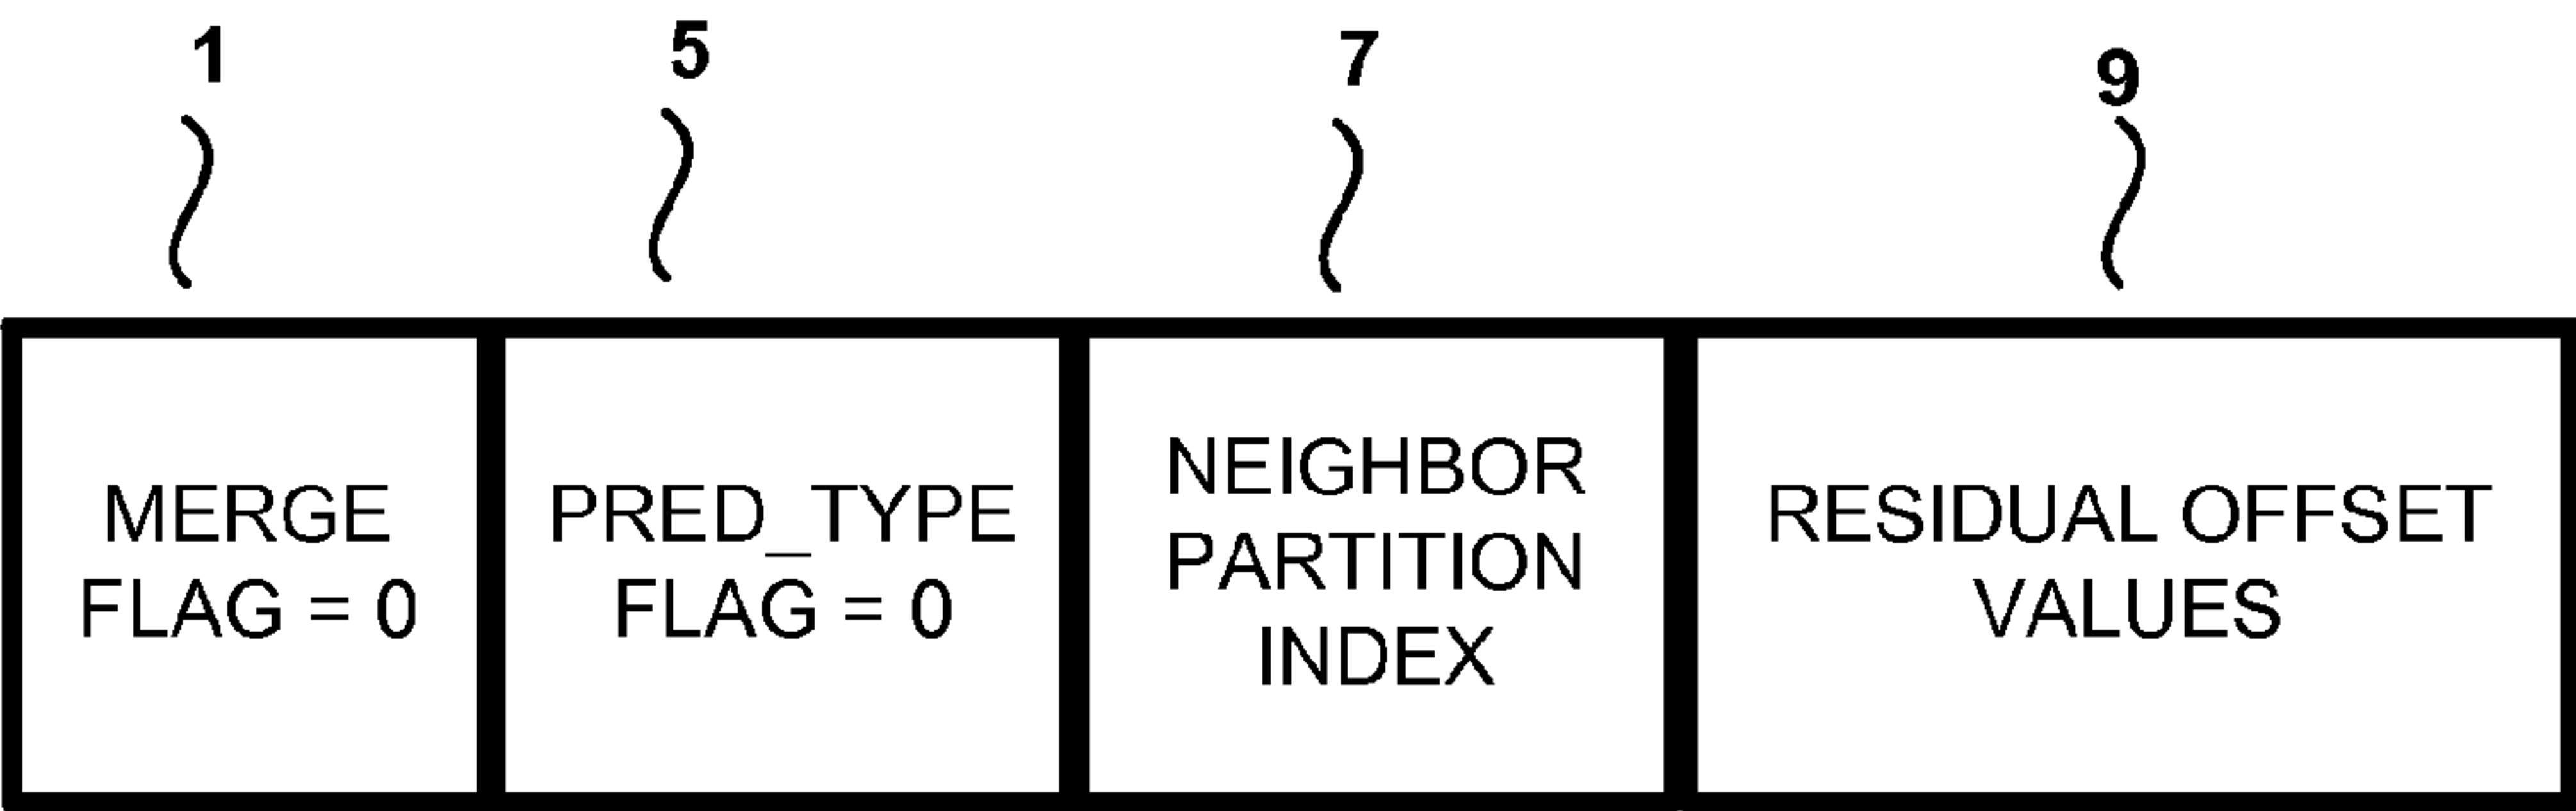 1
5
7
9
MERGE
FLAG = 0
PRED_TYPE
FLAG = 0
NEIGHBOR
PARTITION
INDEX
RESIDUAL OFFSET
VALUES